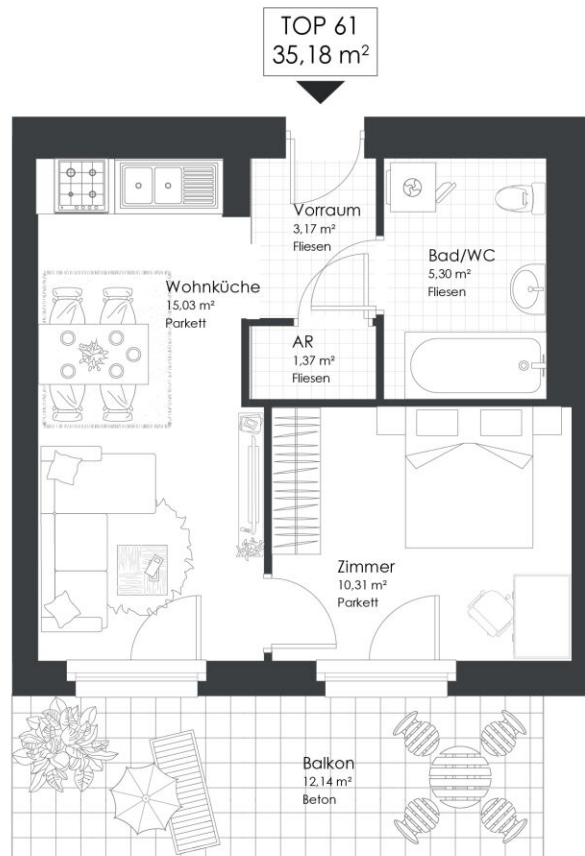 TOP 61
35,18 m²
Vorraum
3,17 m²
Fliesen
Bad/WC
5,30 m²
Fliesen
Wohnküche
15,03 m²
Parkett
AR
1,37 m²
Fliesen
Zimmer
10,31 m²
Parkett
Balkon
12,14 m²
Beton